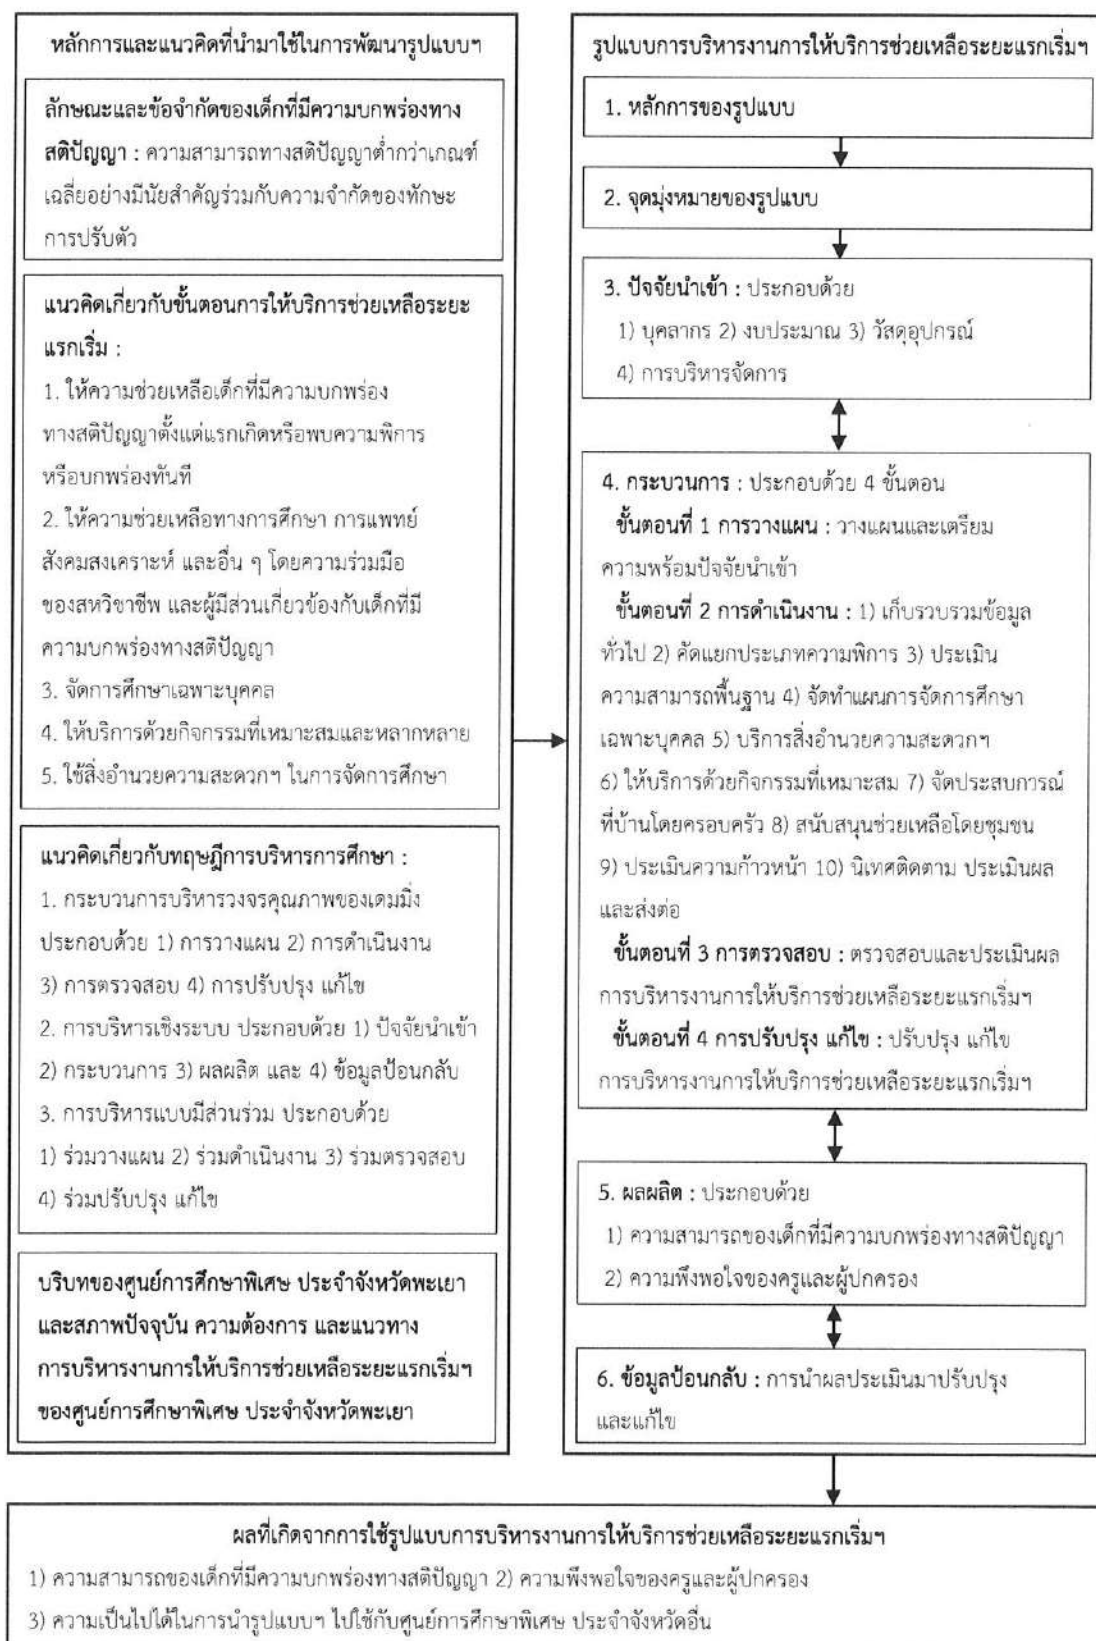 หลักการและแนวคิดที่นำมาใช้ในการพัฒนารูปแบบฯ
ลักษณะและข้อจำกัดของเด็กที่มีความบกพร่องทาง
สติปัญญา : ความสามารถทางสติปัญญาต่ำกว่าเกณฑ์
เฉลี่ยอย่างมีนัยสำคัญร่วมกับความจำกัดของทักษะ
การปรับตัว
แนวคิดเกี่ยวกับขั้นตอนการให้บริการช่วยเหลือระยะ
แรกเริ่ม :
1. ให้ความช่วยเหลือเด็กที่มีความบกพร่อง
ทางสติปัญญาตั้งแต่แรกเกิดหรือพบความพิการ
หรือบกพร่องทันที
2. ให้ความช่วยเหลือทางการศึกษา การแพทย์
สังคมสงเคราะห์ และอื่น ๆ โดยความร่วมมือ
ของสหวิชาชีพ และผู้มีส่วนเกี่ยวข้องกับเด็กที่มี
ความบกพร่องทางสติปัญญา
3. จัดการศึกษาเฉพาะบุคคล
4. ให้บริการด้วยกิจกรรมที่เหมาะสมและหลากหลาย
5. ใช้สิ่งอำนวยความสะดวกฯ ในการจัดการศึกษา
แนวคิดเกี่ยวกับทฤษฎีการบริหารการศึกษา :
1. กระบวนการบริหารวงจรคุณภาพของเดมมิ่ง
ประกอบด้วย 1) การวางแผน 2) การดำเนินงาน
3) การตรวจสอบ 4) การปรับปรุง แก้ไข
2. การบริหารเชิงระบบ ประกอบด้วย 1) ปัจจัยนำเข้า
2) กระบวนการ 3) ผลผลิต และ 4) ข้อมูลป้อนกลับ
3. การบริหารแบบมีส่วนร่วม ประกอบด้วย
1) ร่วมวางแผน 2) ร่วมดำเนินงาน 3) ร่วมตรวจสอบ
4) ร่วมปรับปรุง แก้ไข
บริบทของศูนย์การศึกษาพิเศษ ประจำจังหวัดพะเยา
และสภาพปัจจุบัน ความต้องการ และแนวทาง
การบริหารงานการให้บริการช่วยเหลือระยะแรกเริ่มฯ
ของศูนย์การศึกษาพิเศษ ประจำจังหวัดพะเยา
รูปแบบการบริหารงานการให้บริการช่วยเหลือระยะแรกเริ่มฯ
1. หลักการของรูปแบบ
2. จุดมุ่งหมายของรูปแบบ
3. ปัจจัยนำเข้า : ประกอบด้วย
1) บุคลากร 2) งบประมาณ 3) วัสดุอุปกรณ์
4) การบริหารจัดการ
4. กระบวนการ : ประกอบด้วย 4 ขั้นตอน
ขั้นตอนที่ 1 การวางแผน : วางแผนและเตรียม
ความพร้อมปัจจัยนำเข้า
ขั้นตอนที่ 2 การดำเนินงาน : 1) เก็บรวบรวมข้อมูล
ทั่วไป 2) คัดแยกประเภทความพิการ 3) ประเมิน
ความสามารถพื้นฐาน 4) จัดทำแผนการจัดการศึกษา
เฉพาะบุคคล 5) บริการสิ่งอำนวยความสะดวกฯ
6) ให้บริการด้วยกิจกรรมที่เหมาะสม 7) จัดประสบการณ์
ที่บ้านโดยครอบครัว 8) สนับสนุนช่วยเหลือโดยชุมชน
9) ประเมินความก้าวหน้า 10) นิเทศติดตาม ประเมินผล
และส่งต่อ
ขั้นตอนที่ 3 การตรวจสอบ : ตรวจสอบและประเมินผล
การบริหารงานการให้บริการช่วยเหลือระยะแรกเริ่มฯ
ขั้นตอนที่ 4 การปรับปรุง แก้ไข : ปรับปรุง แก้ไข
การบริหารงานการให้บริการช่วยเหลือระยะแรกเริ่มฯ
5. ผลผลิต : ประกอบด้วย
1) ความสามารถของเด็กที่มีความบกพร่องทางสติปัญญา
2) ความพึงพอใจของครูและผู้ปกครอง
6. ข้อมูลป้อนกลับ : การนำผลประเมินมาปรับปรุง
และแก้ไข
ผลที่เกิดจากการใช้รูปแบบการบริหารงานการให้บริการช่วยเหลือระยะแรกเริ่มฯ
1) ความสามารถของเด็กที่มีความบกพร่องทางสติปัญญา 2) ความพึงพอใจของครูและผู้ปกครอง
3) ความเป็นไปได้ในการนำรูปแบบฯ ไปใช้กับศูนย์การศึกษาพิเศษ ประจำจังหวัดอื่น